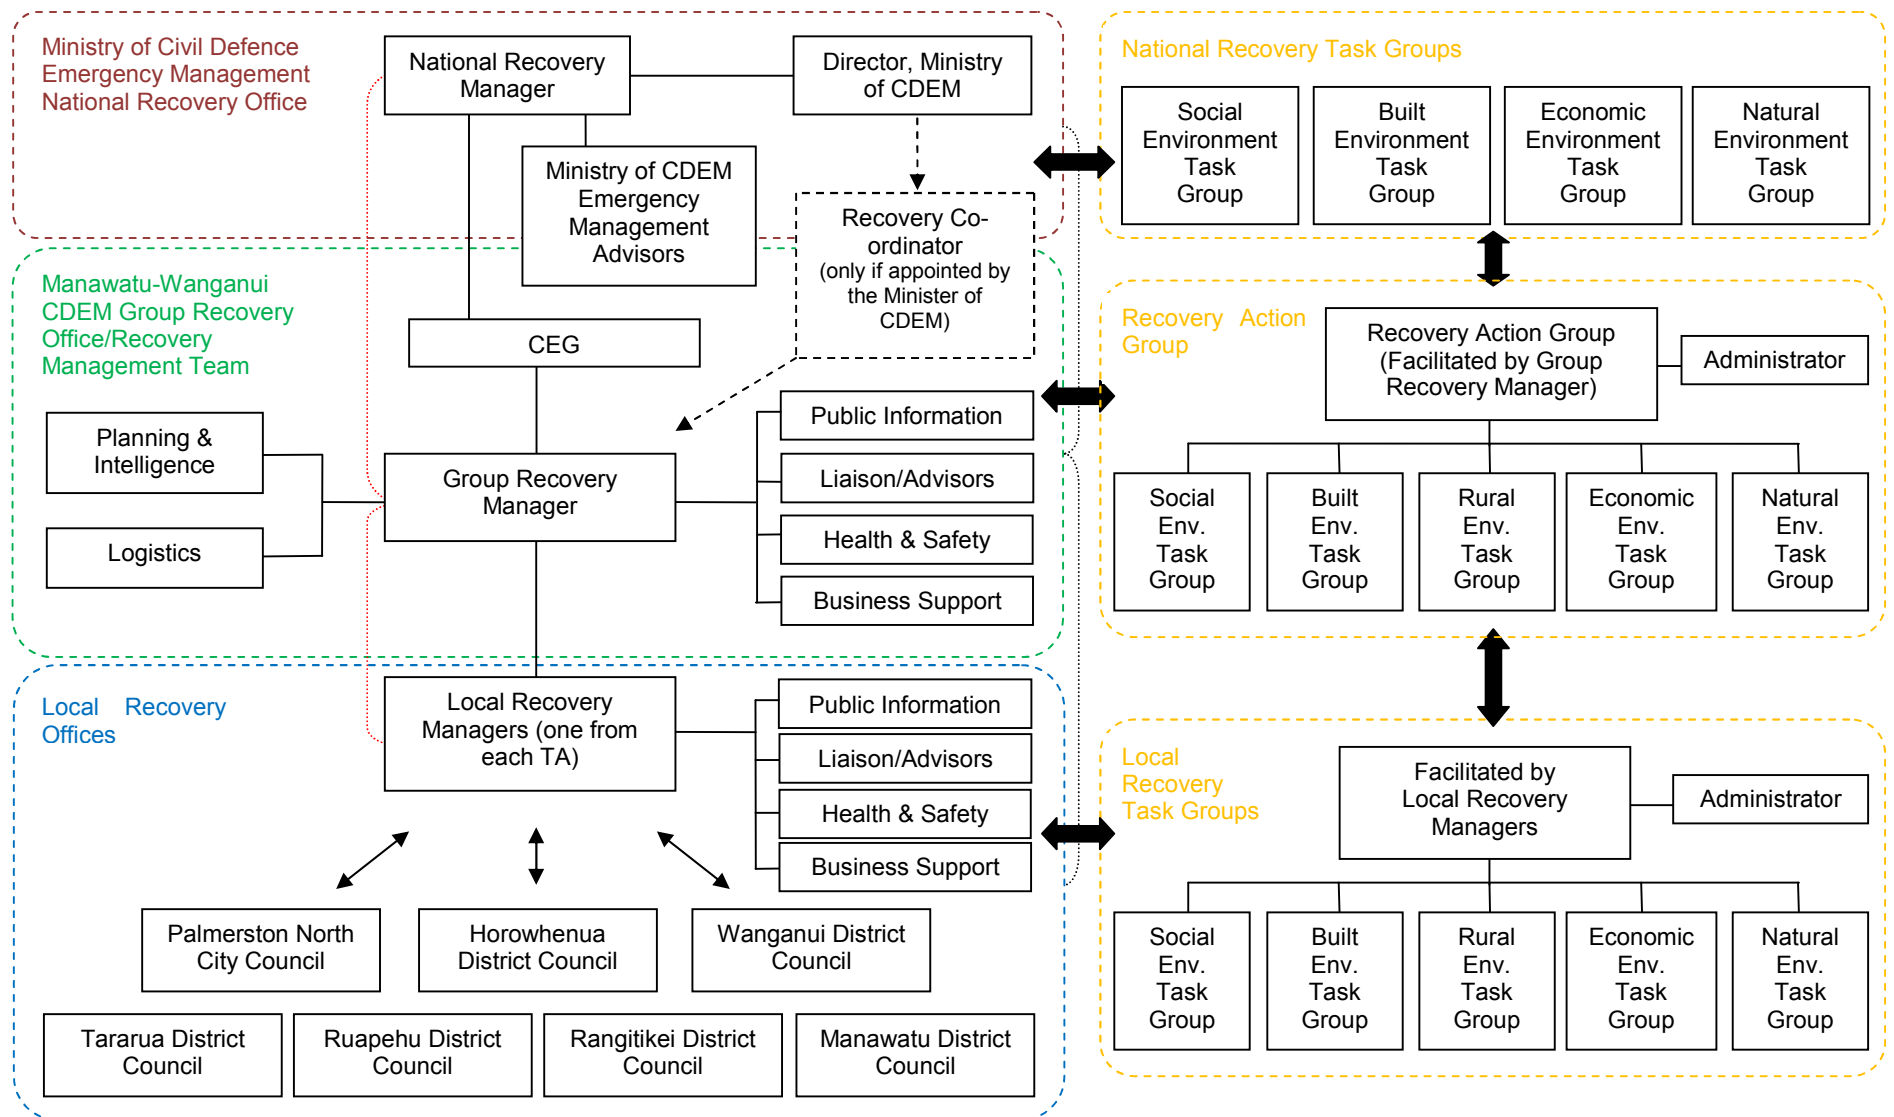 Ministry of Civil Defence
Emergency Management
National Recovery Office
National Recovery
Manager
Director, Ministry
of CDEM
Ministry of CDEM
Emergency
Management
Advisors
Recovery Co-
ordinator
(only if appointed by
the Minister of
CDEM)
National Recovery Task Groups
Social
Environment
Task
Group
Built
Environment
Task
Group
Economic
Environment
Task
Group
Natural
Environment
Task
Group
Manawatu-Wanganui
CDEM Group Recovery
Office/Recovery
Management Team
CEG
Planning &
Intelligence
Logistics
Group Recovery
Manager
Public Information
Liaison/Advisors
Health & Safety
Business Support
Recovery Action
Group
Recovery Action Group
(Facilitated by Group
Recovery Manager)
Administrator
Social
Env.
Task
Group
Built
Env.
Task
Group
Rural
Env.
Task
Group
Economic
Env.
Task
Group
Natural
Env.
Task
Group
Local Recovery
Offices
Local Recovery
Managers (one from
each TA)
Public Information
Liaison/Advisors
Health & Safety
Business Support
Palmerston North
City Council
Horowhenua
District Council
Wanganui District
Council
Tararua District
Council
Ruapehu District
Council
Rangitikei District
Council
Manawatu District
Council
Local
Recovery
Task Groups
Facilitated by
Local Recovery
Managers
Administrator
Social
Env.
Task
Group
Built
Env.
Task
Group
Rural
Env.
Task
Group
Economic
Env.
Task
Group
Natural
Env.
Task
Group